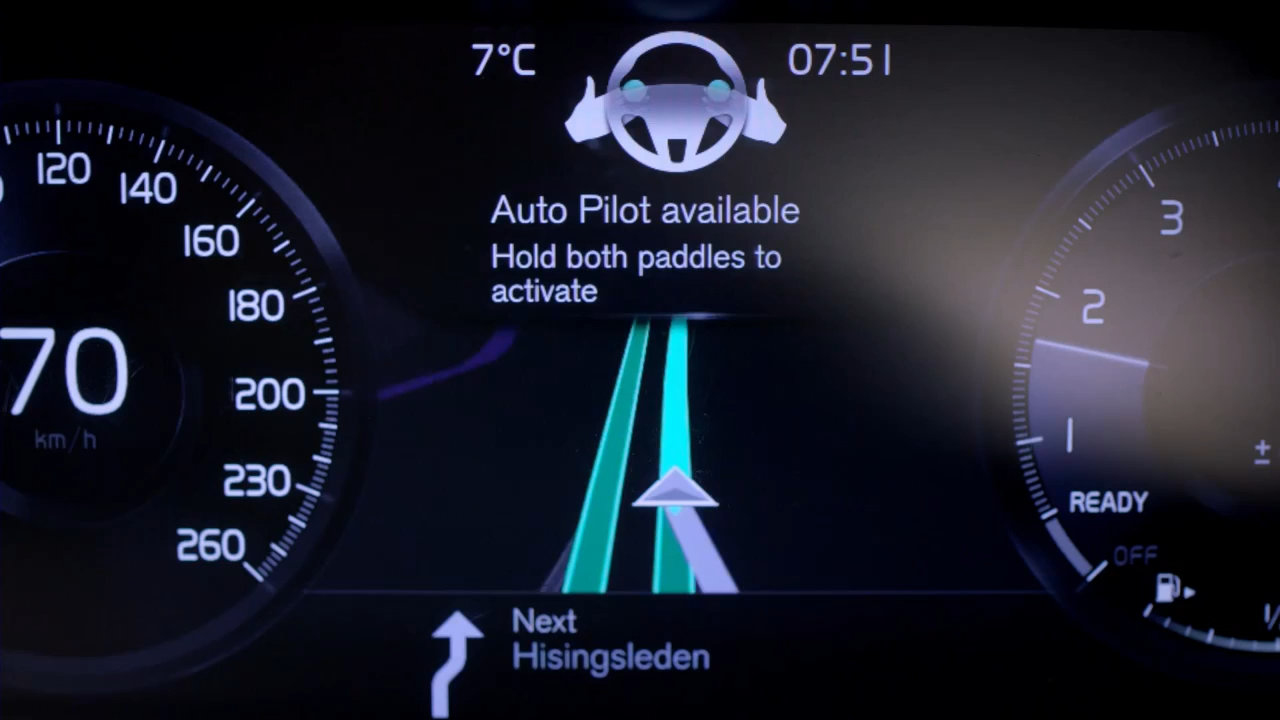 7°C
07:51
Auto Pilot available
Hold both paddles to
activate
120
140
160
180
200
230
260
70
km/h
3
2
1
±
READY
OFF
Next
Hisingsleden